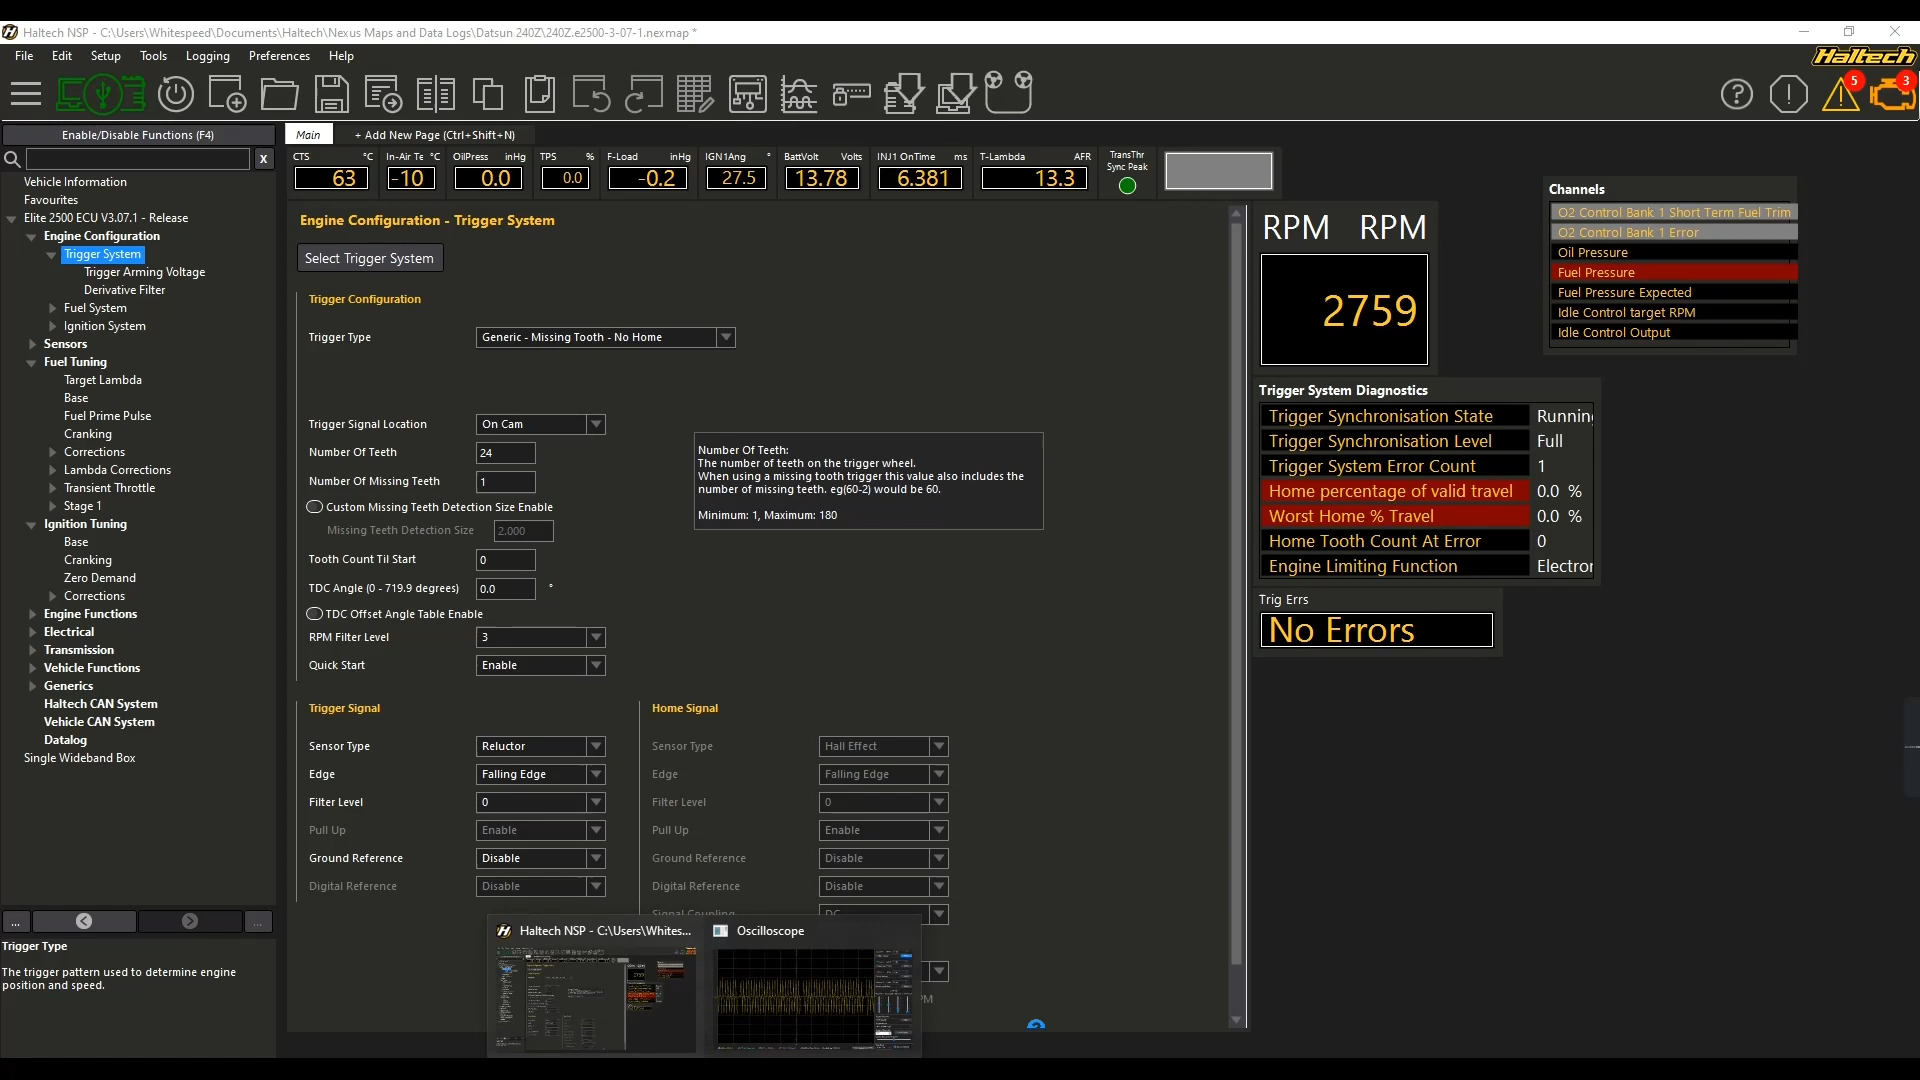 Haltech NSP - C:\Users\Whitespeed\Documents\Haltech\Nexus Maps and Data Logs\Datsun 240Z\240Z.e2500-3-07-1.nexmap *
File Edit Setup Tools Logging Preferences Help
Haltech
5
3
Enable/Disable Functions (F4)
Main
+ Add New Page (Ctrl+Shift+N)
X
CTS °C
63
In-Air Te °C
-10
OilPress inHg
0.0
TPS %
0.0
F-Load inHg
-0.2
IGN1Ang °
27.5
BattVolt Volts
13.78
INJ1 OnTime ms
6.381
T-Lambda AFR
13.3
TransThr
Sync Peak
Vehicle Information
Favourites
Elite 2500 ECU V3.07.1 - Release
Engine Configuration
Trigger System
Trigger Arming Voltage
Derivative Filter
Fuel System
Ignition System
Sensors
Fuel Tuning
Target Lambda
Base
Fuel Prime Pulse
Cranking
Corrections
Lambda Corrections
Transient Throttle
Stage 1
Ignition Tuning
Base
Cranking
Zero Demand
Corrections
Engine Functions
Electrical
Transmission
Vehicle Functions
Generics
Haltech CAN System
Vehicle CAN System
Datalog
Single Wideband Box
...
...
Trigger Type
The trigger pattern used to determine engine
position and speed.
Engine Configuration - Trigger System
Select Trigger System
Trigger Configuration
Trigger Type Generic - Missing Tooth - No Home
Trigger Signal Location On Cam
Number Of Teeth 24
Number Of Missing Teeth 1
Custom Missing Teeth Detection Size Enable
Missing Teeth Detection Size 2.000
Tooth Count Til Start 0
TDC Angle (0 - 719.9 degrees) 0.0 °
TDC Offset Angle Table Enable
RPM Filter Level 3
Quick Start Enable
Number Of Teeth:
The number of teeth on the trigger wheel.
When using a missing tooth trigger this value also includes the
number of missing teeth. eg(60-2) would be 60.
Minimum: 1, Maximum: 180
Trigger Signal
Sensor Type Reluctor
Edge Falling Edge
Filter Level 0
Pull Up Enable
Ground Reference Disable
Digital Reference Disable
Home Signal
Sensor Type Hall Effect
Edge Falling Edge
Filter Level 0
Pull Up Enable
Ground Reference Disable
Digital Reference Disable
Signal Coupling DC
PM
Haltech NSP - C:\Users\Whites...
Oscilloscope
RPM RPM
2759
Channels
O2 Control Bank 1 Short Term Fuel Trim
O2 Control Bank 1 Error
Oil Pressure
Fuel Pressure
Fuel Pressure Expected
Idle Control target RPM
Idle Control Output
Trigger System Diagnostics
Trigger Synchronisation State Running
Trigger Synchronisation Level Full
Trigger System Error Count 1
Home percentage of valid travel 0.0 %
Worst Home % Travel 0.0 %
Home Tooth Count At Error 0
Engine Limiting Function Electror
Trig Errs
No Errors